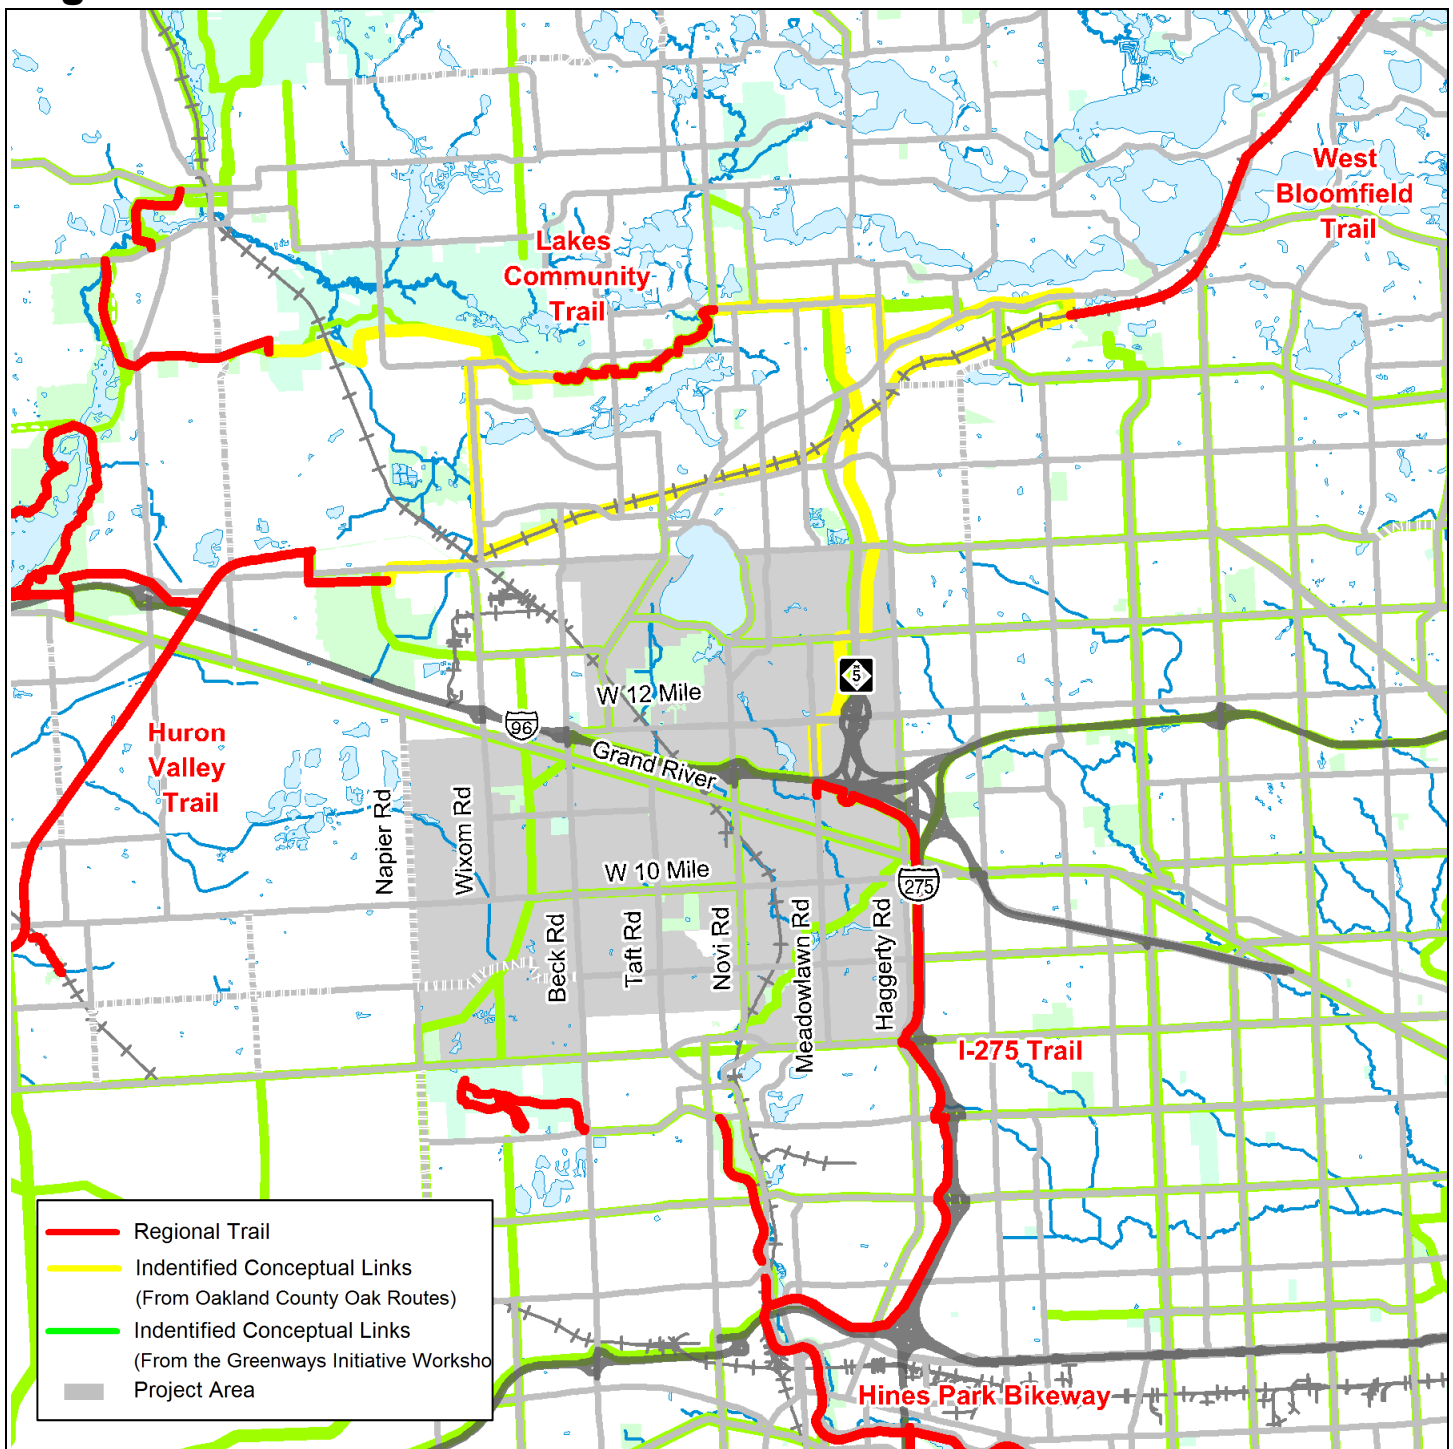 West
Bloomfield
Trail
Lakes
Community
Trail
5
W 12 Mile
96
Grand River
Huron
Valley
Trail
Napier Rd
Wixom Rd
W 10 Mile
275
Beck Rd
Taft Rd
Novi Rd
Meadowlawn Rd
Haggerty Rd
I-275 Trail
Regional Trail
Indentified Conceptual Links
(From Oakland County Oak Routes)
Indentified Conceptual Links
(From the Greenways Initiative Worksho
Project Area
Hines Park Bikeway